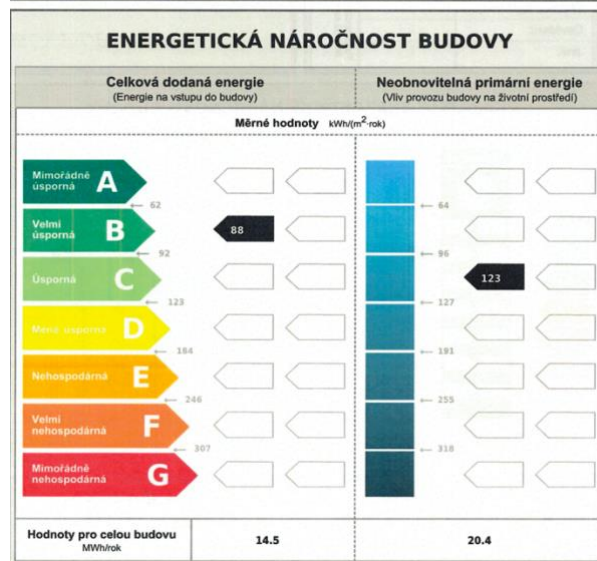 ENERGETICKÁ NÁROČNOST BUDOVY
Celková dodaná energie
(Energie na vstupu do budovy)
Neobnovitelná primární energie
(Vliv provozu budovy na životní prostředí)
Měrné hodnoty kWh/(m²·rok)
Mimořádně
úsporná
A
62
64
Velmi
úsporná
B
88
92
96
Úsporná
C
123
123
127
Méně úsporná
D
184
191
Nehospodárná
E
246
255
Velmi
nehospodárná
F
307
318
Mimořádně
nehospodárná
G
Hodnoty pro celou budovu
MWh/rok
14.5
20.4